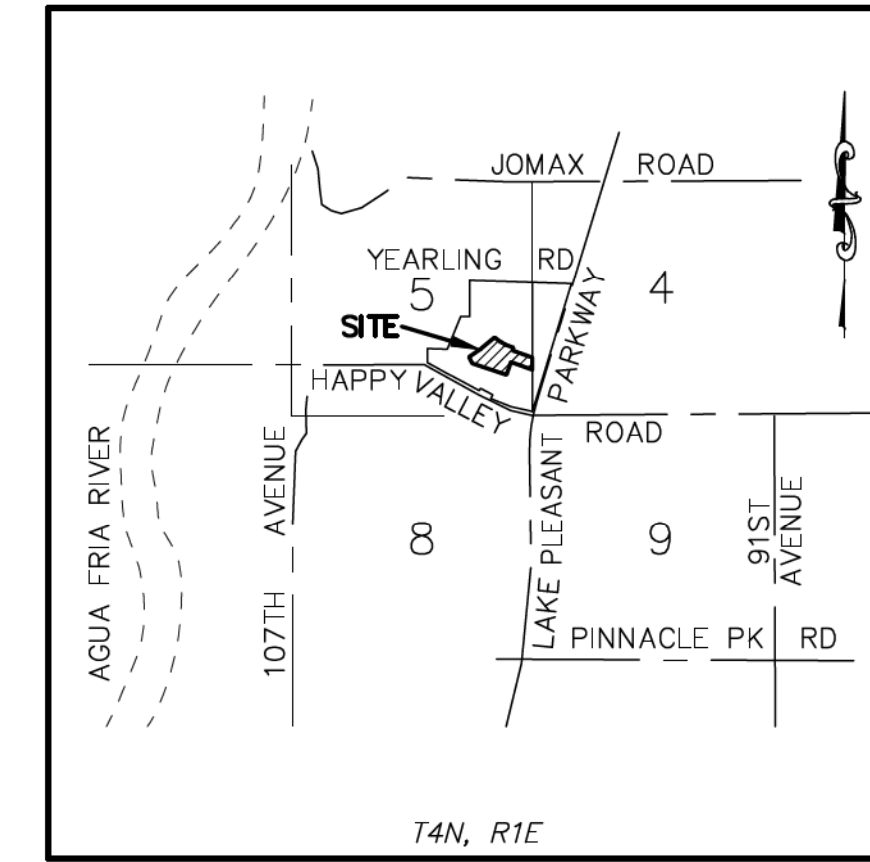 JOMAX ROAD
YEARLING RD
5
4
SITE
PARKWAY
HAPPY VALLEY
ROAD
AGUA FRIA RIVER
107TH AVENUE
8
LAKE PLEASANT
9
91ST
AVENUE
PINNACLE PK RD
T4N, R1E